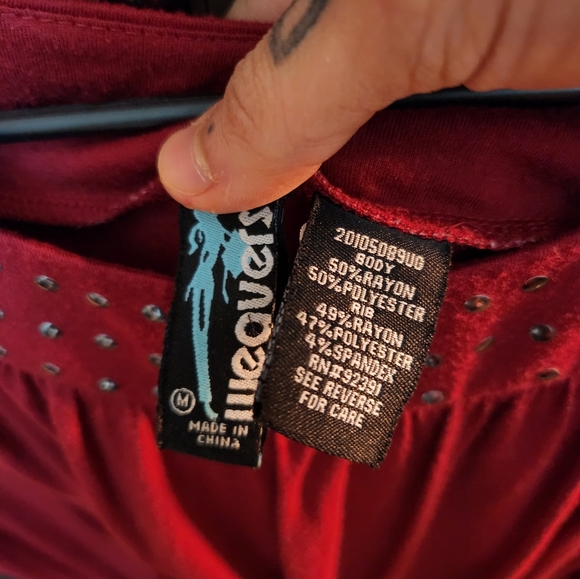 weavers
M
MADE IN
CHINA
2010508900
BODY
50%RAYON
50%POLYESTER
RIB
49%RAYON
47%POLYESTER
4%SPANDEX
RN#92391
SEE REVERSE
FOR CARE